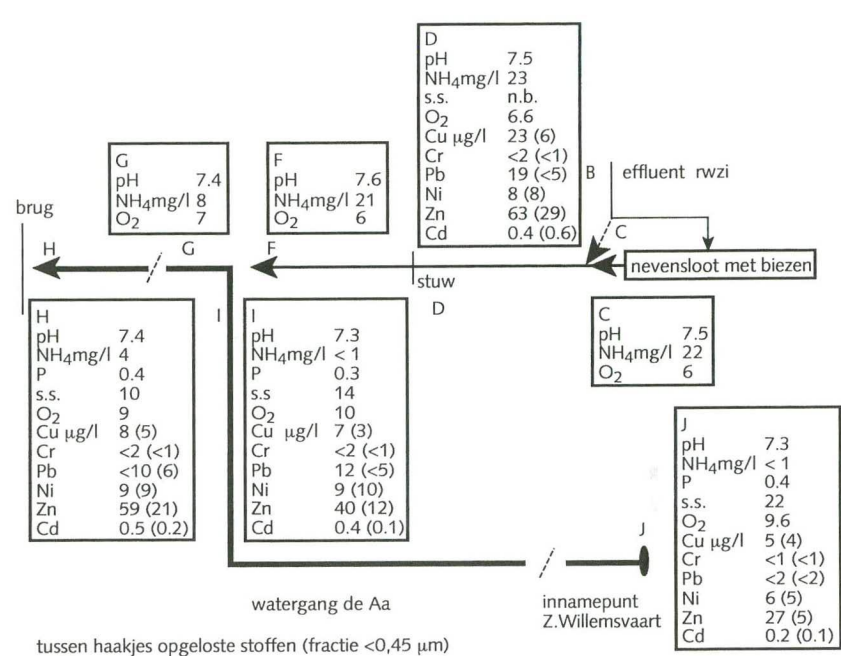 D
pH 7.5
NH₄mg/l 23
s.s. n.b.
O₂ 6.6
Cu μg/l 23 (6)
Cr <2 (<1)
Pb 19 (<5)
Ni 8 (8)
Zn 63 (29)
Cd 0.4 (0.6)
G
pH 7.4
NH₄mg/l 8
O₂ 7
F
pH 7.6
NH₄mg/l 21
O₂ 6
B
effluent rwzi
brug
H
G
F
C
stuw
nevensloot met biezen
D
H
pH 7.4
NH₄mg/l 4
P 0.4
s.s. 10
O₂ 9
Cu μg/l 8 (5)
Cr <2 (<1)
Pb <10 (6)
Ni 9 (9)
Zn 59 (21)
Cd 0.5 (0.2)
I
I
pH 7.3
NH₄mg/l < 1
P 0.3
s.s 14
O₂ 10
Cu μg/l 7 (3)
Cr <2 (<1)
Pb 12 (<5)
Ni 9 (10)
Zn 40 (12)
Cd 0.4 (0.1)
C
pH 7.5
NH₄mg/l 22
O₂ 6
J
J
pH 7.3
NH₄mg/l < 1
P 0.4
s.s. 22
O₂ 9.6
Cu μg/l 5 (4)
Cr <1 (<1)
Pb <2 (<2)
Ni 6 (5)
Zn 27 (5)
Cd 0.2 (0.1)
watergang de Aa
innamepunt
Z.Willemsvaart
tussen haakjes opgeloste stoffen (fractie <0,45 μm)